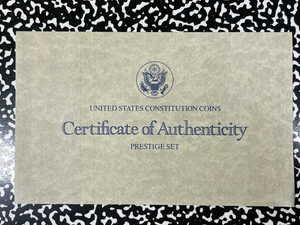 UNITED STATES CONSTITUTION COINS
Certificate of Authenticity
PRESTIGE SET